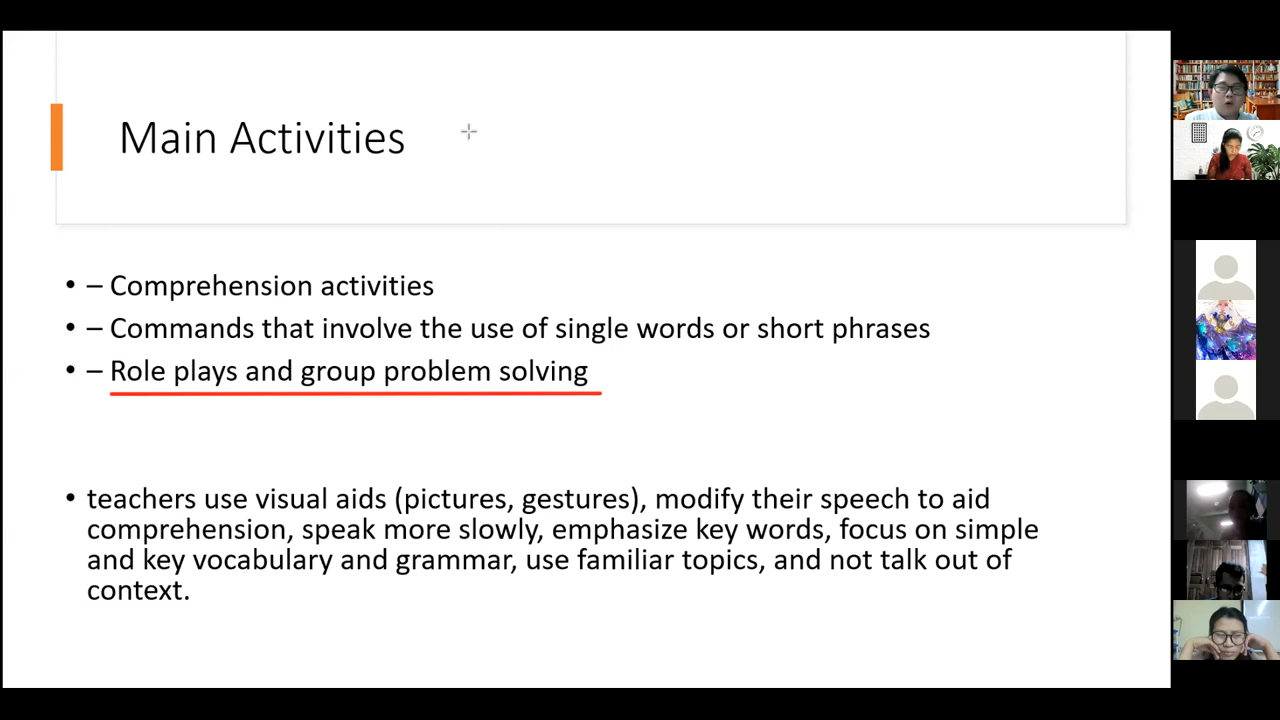 Main Activities
• – Comprehension activities
• – Commands that involve the use of single words or short phrases
• – Role plays and group problem solving
• teachers use visual aids (pictures, gestures), modify their speech to aid
comprehension, speak more slowly, emphasize key words, focus on simple
and key vocabulary and grammar, use familiar topics, and not talk out of
context.